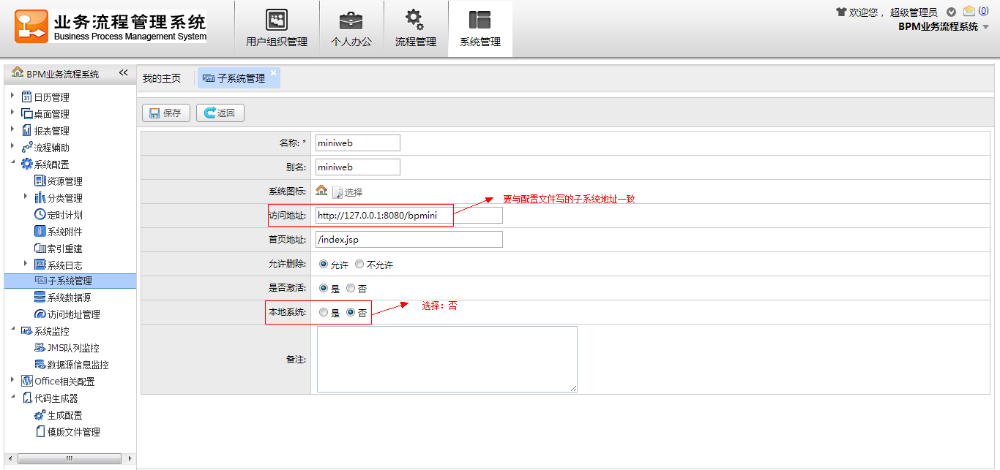 业务流程管理系统
Business Process Management System
用户组织管理
个人办公
流程管理
系统管理
欢迎您， 超级管理员 (0)
BPM业务流程系统
BPM业务流程系统
日历管理
桌面管理
报表管理
流程辅助
系统配置
资源管理
分类管理
定时计划
系统附件
索引重建
系统日志
子系统管理
系统数据源
访问地址管理
系统监控
JMS队列监控
数据源信息监控
Office相关配置
代码生成器
生成配置
模版文件管理
我的主页
子系统管理
保存
返回
名称: * miniweb
别名: miniweb
系统图标: 选择
要与配置文件写的子系统地址一致
访问地址: http://127.0.0.1:8080/bpmini
首页地址: /index.jsp
允许删除: 允许 不允许
是否激活: 是 否
选择：否
本地系统: 是 否
备注: